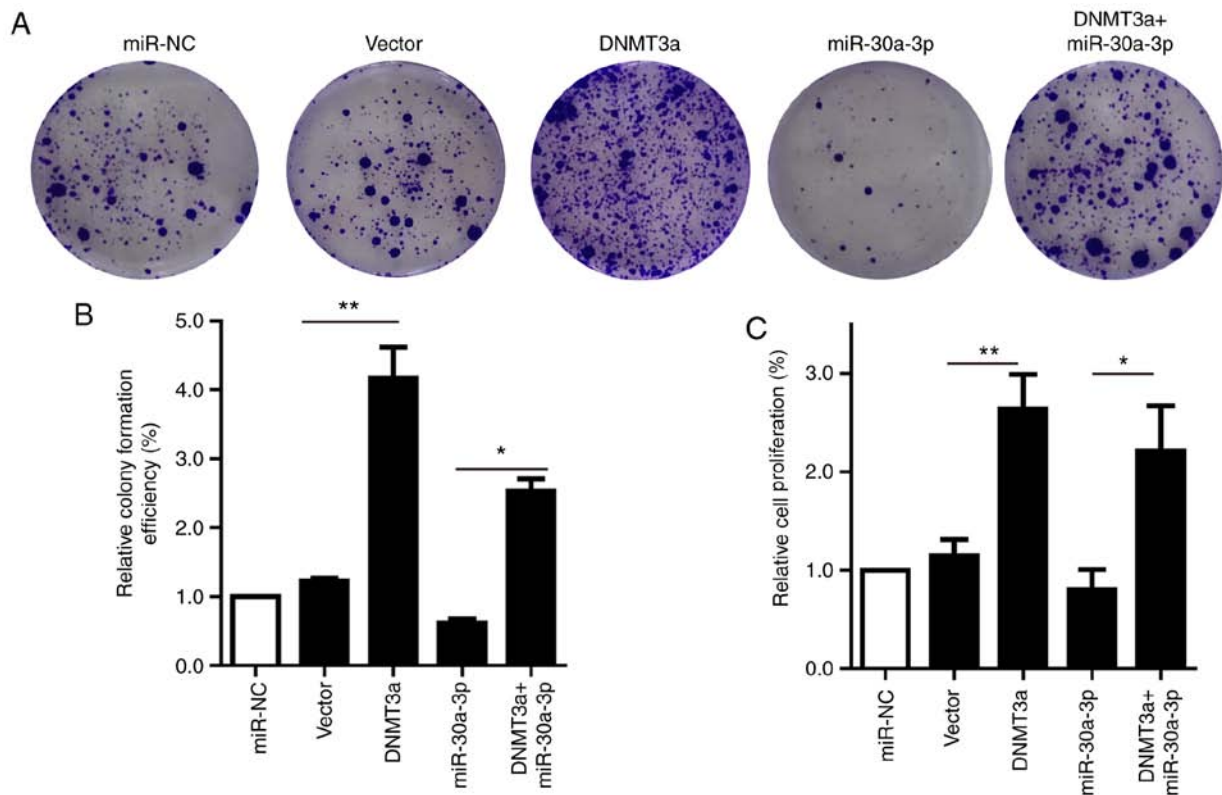 A
miR-NC
Vector
DNMT3a
miR-30a-3p
DNMT3a+
miR-30a-3p
B
Relative colony formation
efficiency (%)
5.0
4.0
3.0
2.0
1.0
0.0
**
*
miR-NC
Vector
DNMT3a
miR-30a-3p
DNMT3a+
miR-30a-3p
C
Relative cell proliferation (%)
3.0
2.0
1.0
0.0
**
*
miR-NC
Vector
DNMT3a
miR-30a-3p
DNMT3a+
miR-30a-3p